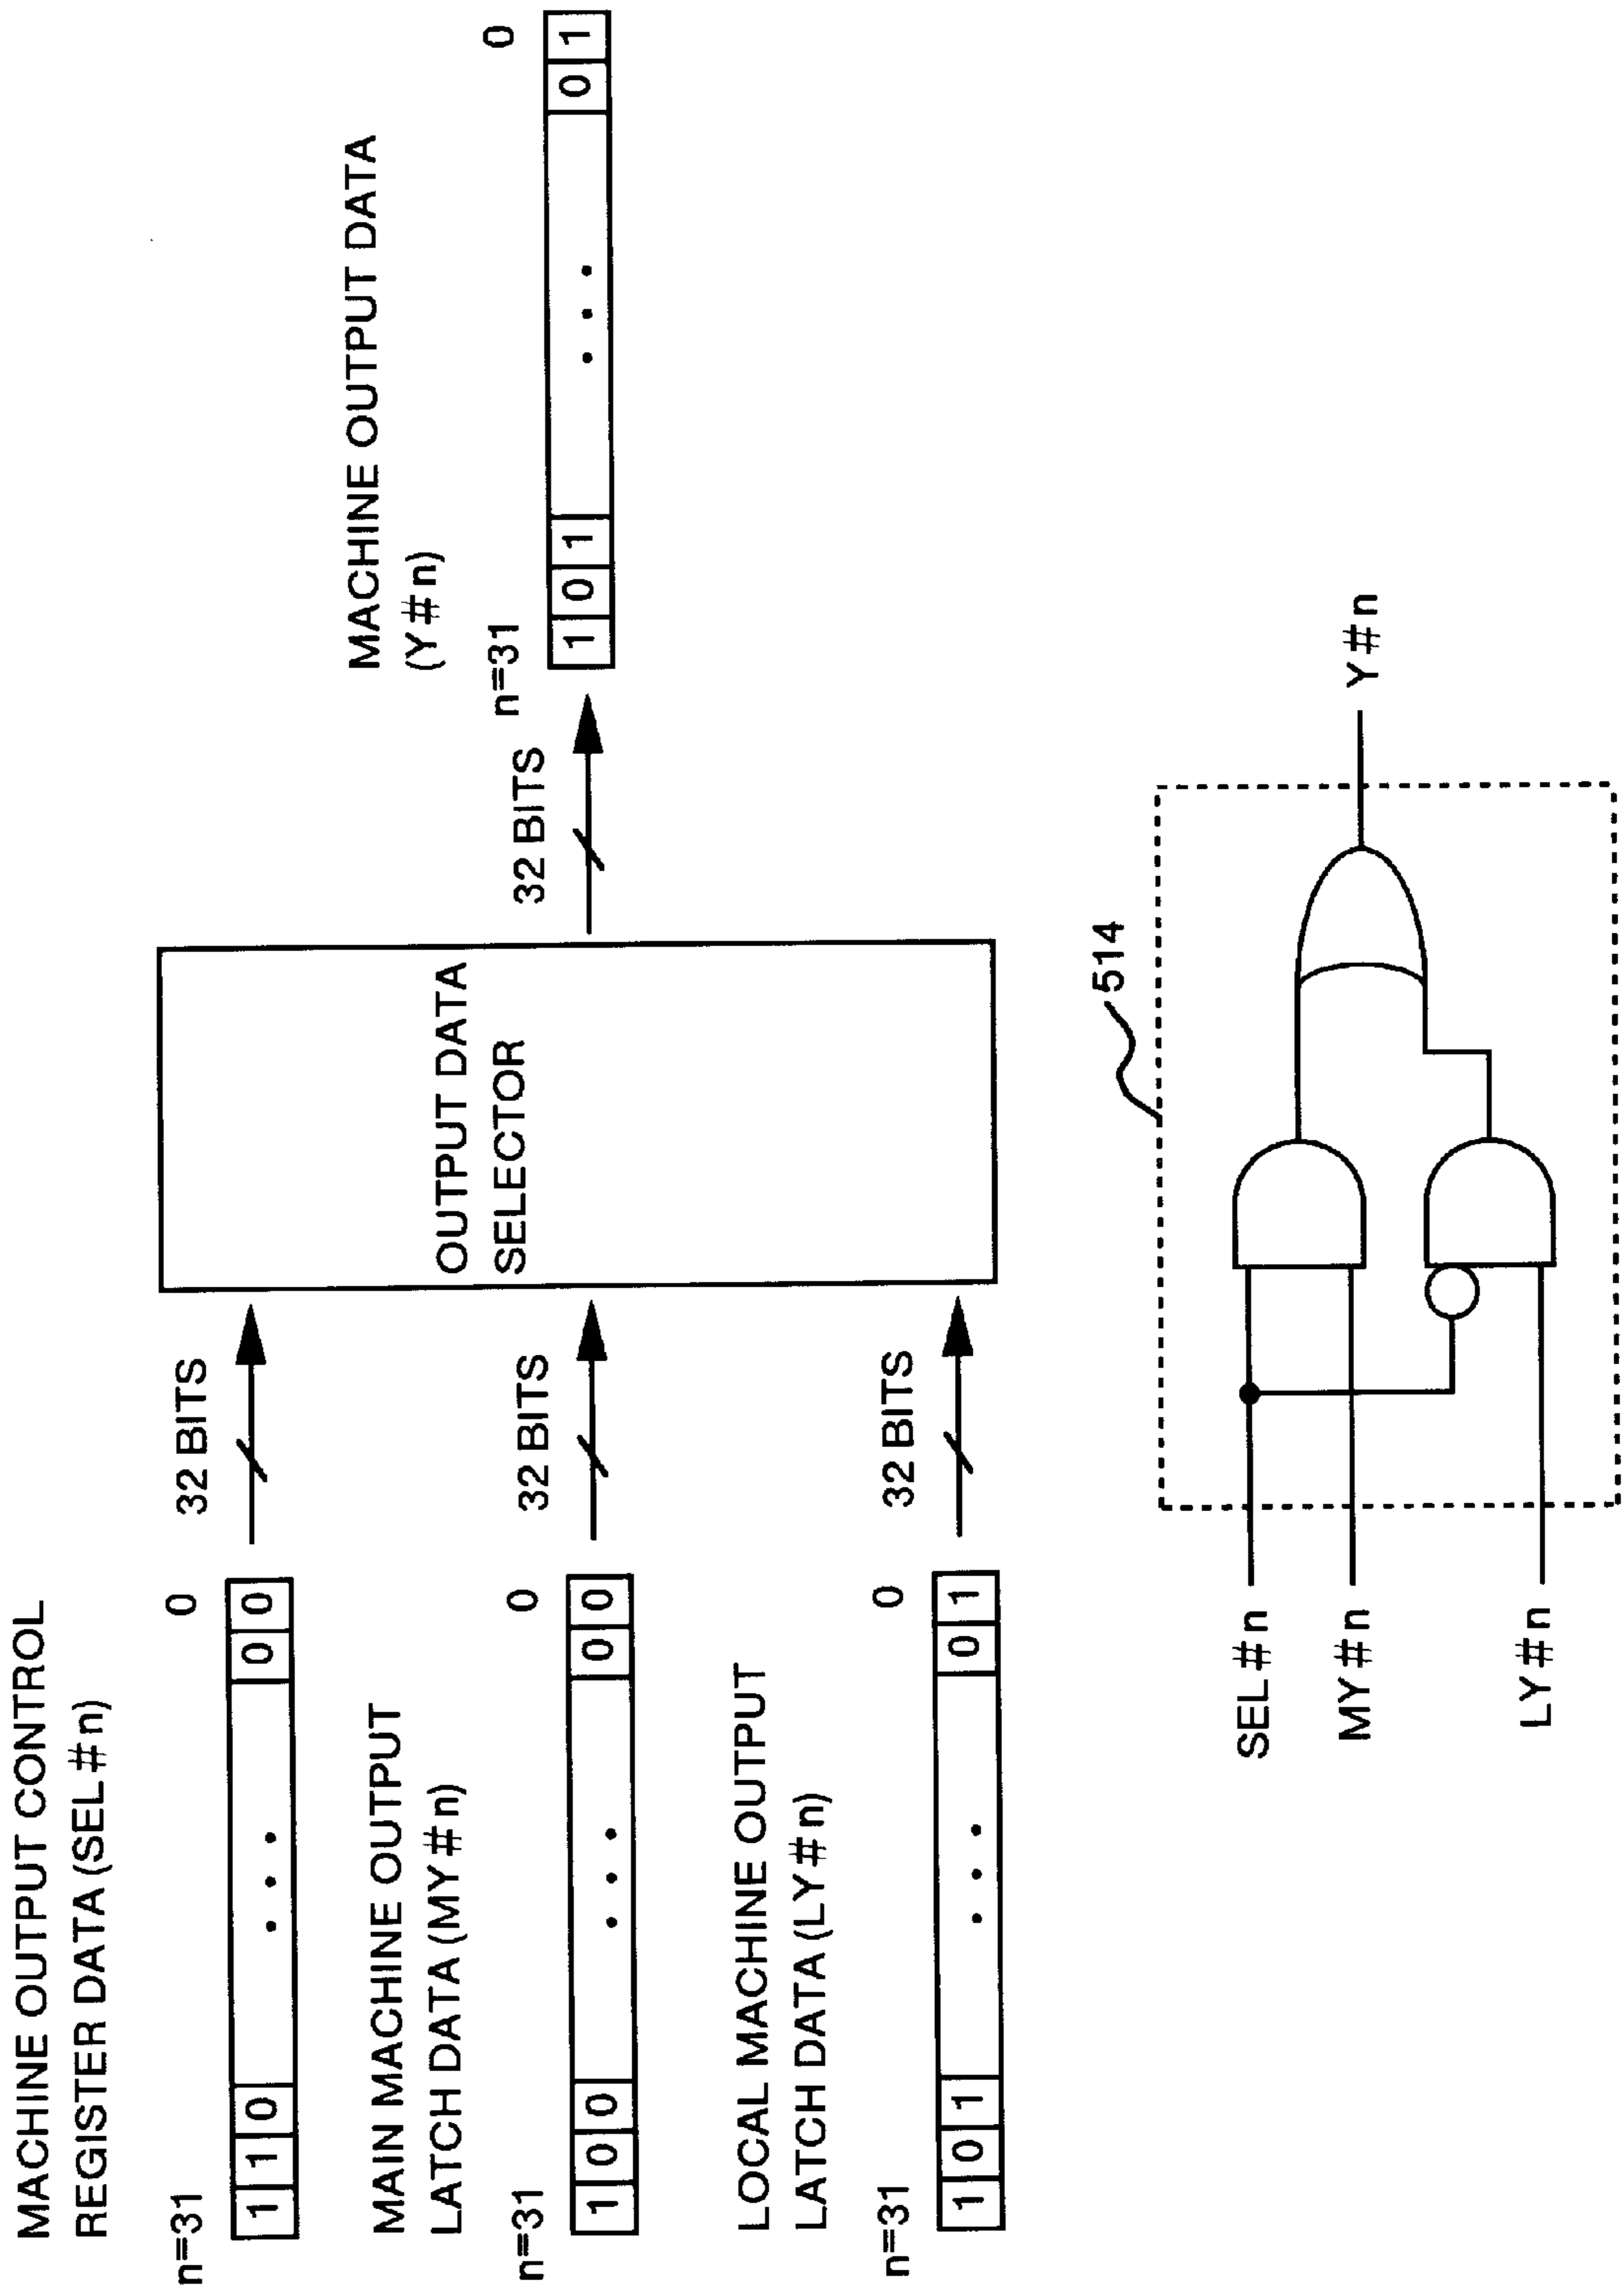 MACHINE OUTPUT CONTROL
REGISTER DATA (SEL#n)
n=31 0
1 1 0 ... 0 0
32 BITS
MAIN MACHINE OUTPUT
LATCH DATA (MY#n)
n=31 0
1 0 0 ... 0 0
32 BITS
LOCAL MACHINE OUTPUT
LATCH DATA (LY#n)
n=31 0
1 0 1 ... 0 1
32 BITS
OUTPUT DATA
SELECTOR
32 BITS
MACHINE OUTPUT DATA
(Y#n)
n=31 0
1 0 1 ... 0 1
SEL#n
MY#n
LY#n
514
Y#n